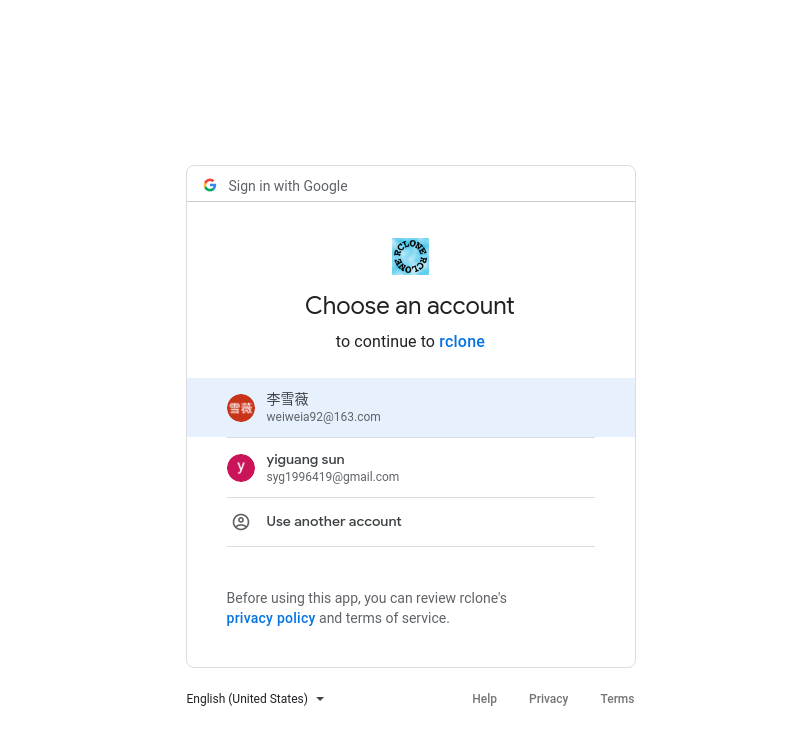 Sign in with Google
RCLONE RCLONE
Choose an account
to continue to rclone
雪薇
李雪薇
weiweia92@163.com
y
yiguang sun
syg1996419@gmail.com
Use another account
Before using this app, you can review rclone's
privacy policy and terms of service.
English (United States)
Help
Privacy
Terms